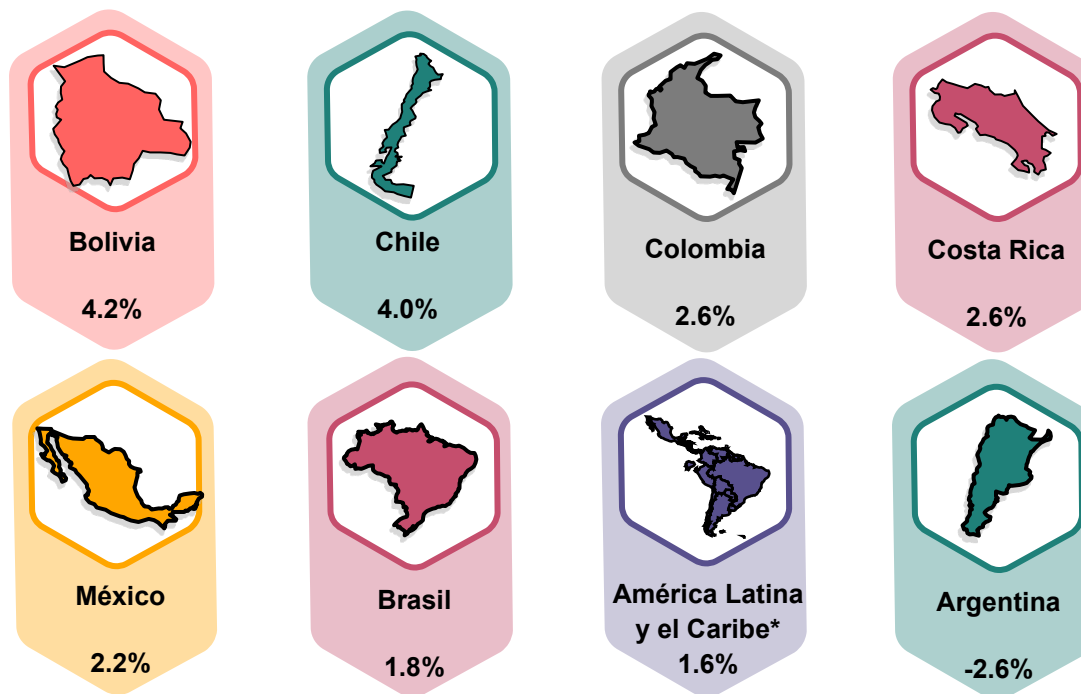 Bolivia
4.2%
Chile
4.0%
Colombia
2.6%
Costa Rica
2.6%
México
2.2%
Brasil
1.8%
América Latina
y el Caribe*
1.6%
Argentina
-2.6%